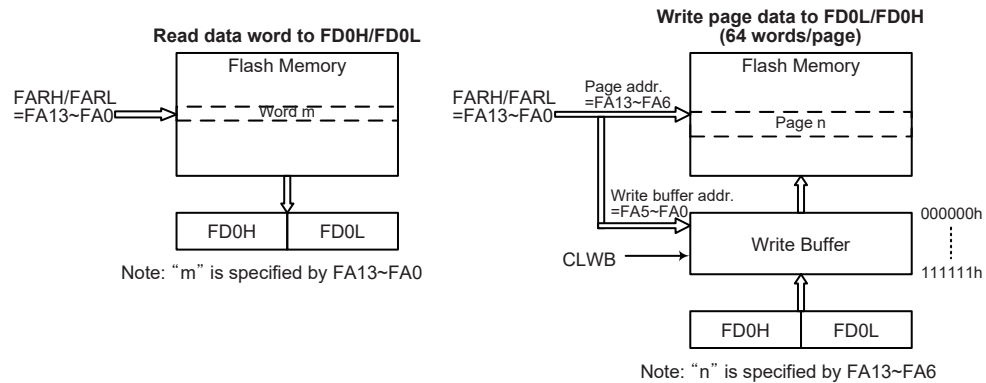 Read data word to FD0H/FD0L
Flash Memory
FARH/FARL
=FA13~FA0
Word m
FD0H
FD0L
Note: “m” is specified by FA13~FA0
Write page data to FD0L/FD0H
(64 words/page)
Flash Memory
FARH/FARL
=FA13~FA0
Page addr.
=FA13~FA6
Page n
Write buffer addr.
=FA5~FA0
Write Buffer
000000h
111111h
CLWB
FD0H
FD0L
Note: “n” is specified by FA13~FA6